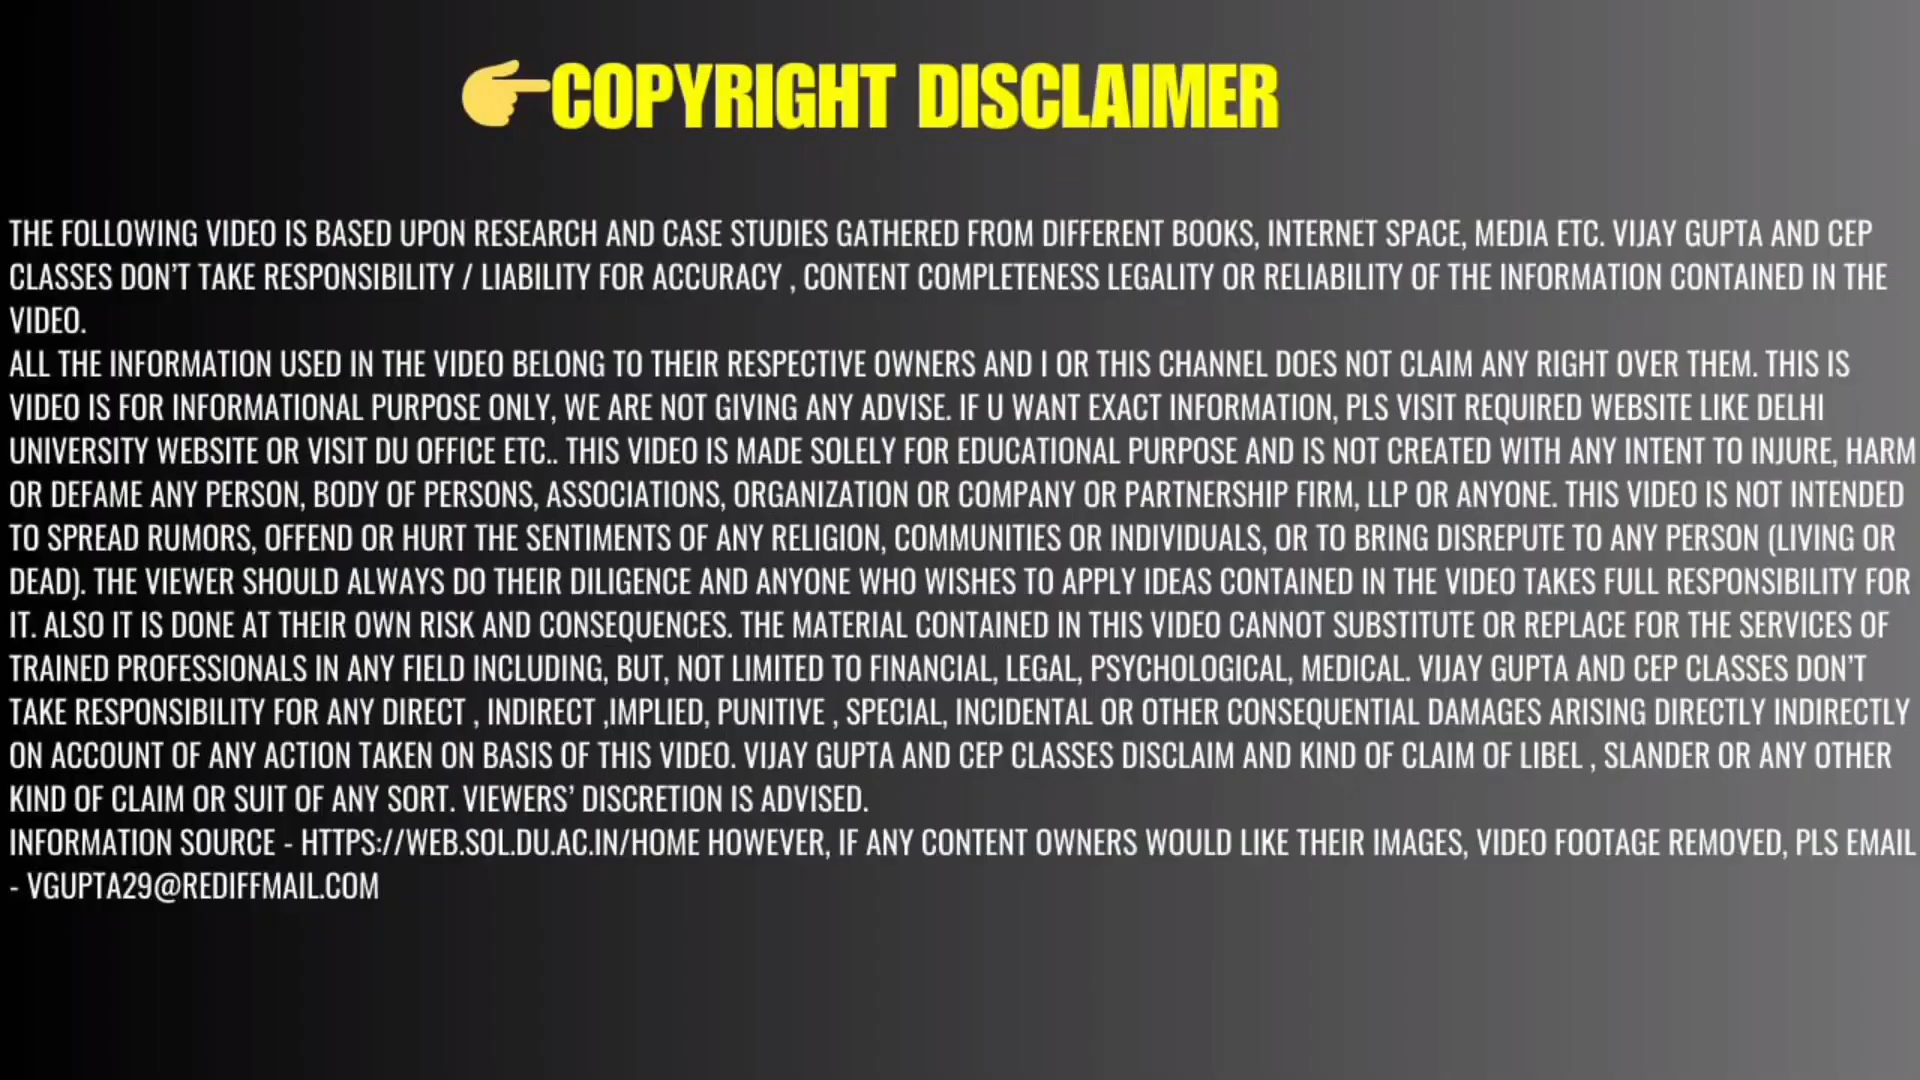 👉COPYRIGHT DISCLAIMER
THE FOLLOWING VIDEO IS BASED UPON RESEARCH AND CASE STUDIES GATHERED FROM DIFFERENT BOOKS, INTERNET SPACE, MEDIA ETC. VIJAY GUPTA AND CEP
CLASSES DON'T TAKE RESPONSIBILITY / LIABILITY FOR ACCURACY , CONTENT COMPLETENESS LEGALITY OR RELIABILITY OF THE INFORMATION CONTAINED IN THE
VIDEO.
ALL THE INFORMATION USED IN THE VIDEO BELONG TO THEIR RESPECTIVE OWNERS AND I OR THIS CHANNEL DOES NOT CLAIM ANY RIGHT OVER THEM. THIS IS
VIDEO IS FOR INFORMATIONAL PURPOSE ONLY, WE ARE NOT GIVING ANY ADVISE. IF U WANT EXACT INFORMATION, PLS VISIT REQUIRED WEBSITE LIKE DELHI
UNIVERSITY WEBSITE OR VISIT DU OFFICE ETC.. THIS VIDEO IS MADE SOLELY FOR EDUCATIONAL PURPOSE AND IS NOT CREATED WITH ANY INTENT TO INJURE, HARM
OR DEFAME ANY PERSON, BODY OF PERSONS, ASSOCIATIONS, ORGANIZATION OR COMPANY OR PARTNERSHIP FIRM, LLP OR ANYONE. THIS VIDEO IS NOT INTENDED
TO SPREAD RUMORS, OFFEND OR HURT THE SENTIMENTS OF ANY RELIGION, COMMUNITIES OR INDIVIDUALS, OR TO BRING DISREPUTE TO ANY PERSON (LIVING OR
DEAD). THE VIEWER SHOULD ALWAYS DO THEIR DILIGENCE AND ANYONE WHO WISHES TO APPLY IDEAS CONTAINED IN THE VIDEO TAKES FULL RESPONSIBILITY FOR
IT. ALSO IT IS DONE AT THEIR OWN RISK AND CONSEQUENCES. THE MATERIAL CONTAINED IN THIS VIDEO CANNOT SUBSTITUTE OR REPLACE FOR THE SERVICES OF
TRAINED PROFESSIONALS IN ANY FIELD INCLUDING, BUT, NOT LIMITED TO FINANCIAL, LEGAL, PSYCHOLOGICAL, MEDICAL. VIJAY GUPTA AND CEP CLASSES DON'T
TAKE RESPONSIBILITY FOR ANY DIRECT , INDIRECT ,IMPLIED, PUNITIVE , SPECIAL, INCIDENTAL OR OTHER CONSEQUENTIAL DAMAGES ARISING DIRECTLY INDIRECTLY
ON ACCOUNT OF ANY ACTION TAKEN ON BASIS OF THIS VIDEO. VIJAY GUPTA AND CEP CLASSES DISCLAIM AND KIND OF CLAIM OF LIBEL , SLANDER OR ANY OTHER
KIND OF CLAIM OR SUIT OF ANY SORT. VIEWERS' DISCRETION IS ADVISED.
INFORMATION SOURCE - HTTPS://WEB.SOL.DU.AC.IN/HOME HOWEVER, IF ANY CONTENT OWNERS WOULD LIKE THEIR IMAGES, VIDEO FOOTAGE REMOVED, PLS EMAIL
- VGUPTA29@REDIFFMAIL.COM